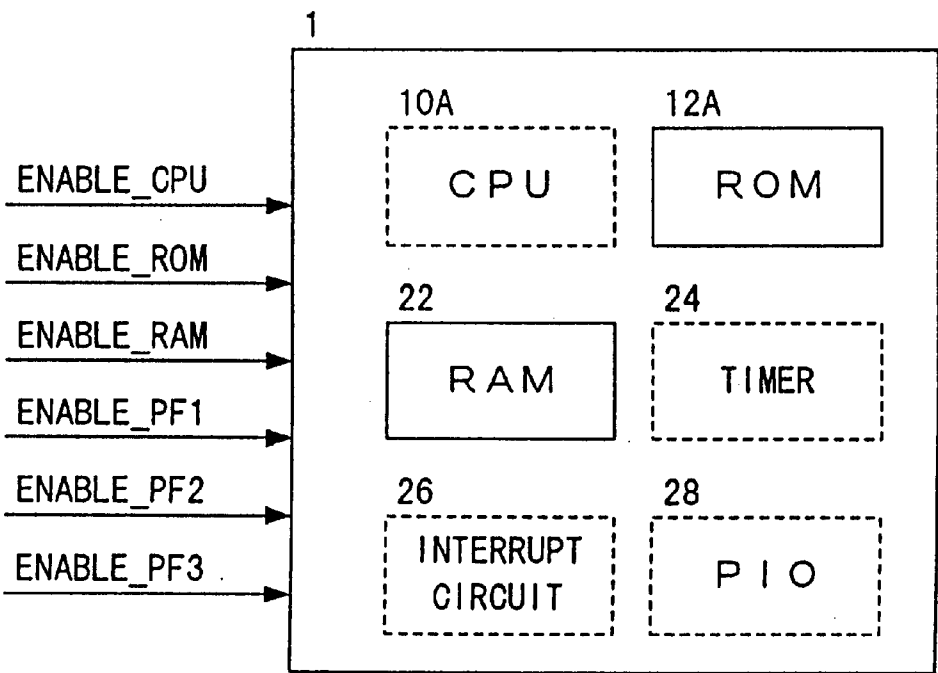 1
10A
12A
ENABLE_CPU
CPU
ROM
ENABLE_ROM
22
24
ENABLE_RAM
RAM
TIMER
ENABLE_PF1
ENABLE_PF2
26
28
INTERRUPT
CIRCUIT
PIO
ENABLE_PF3